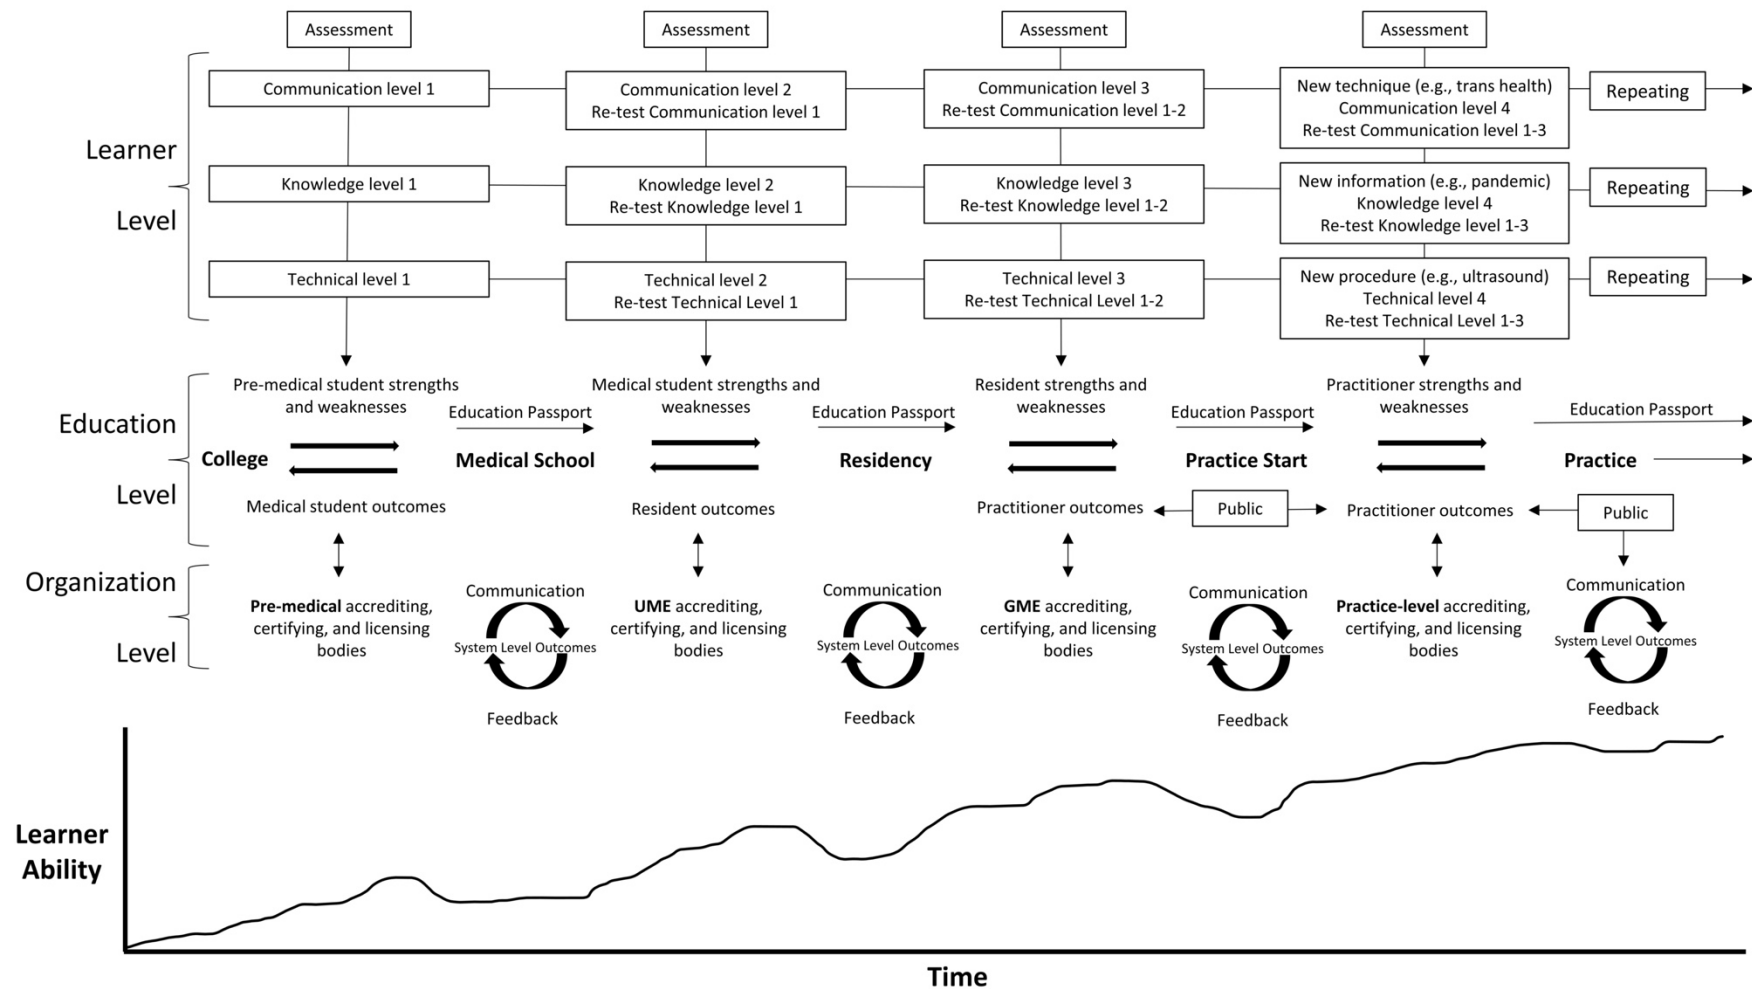 Assessment
Assessment
Assessment
Assessment
Learner
Level
Communication level 1
Communication level 2
Re-test Communication level 1
Communication level 3
Re-test Communication level 1-2
New technique (e.g., trans health)
Communication level 4
Re-test Communication level 1-3
Repeating
Knowledge level 1
Knowledge level 2
Re-test Knowledge level 1
Knowledge level 3
Re-test Knowledge level 1-2
New information (e.g., pandemic)
Knowledge level 4
Re-test Knowledge level 1-3
Repeating
Technical level 1
Technical level 2
Re-test Technical Level 1
Technical level 3
Re-test Technical Level 1-2
New procedure (e.g., ultrasound)
Technical level 4
Re-test Technical Level 1-3
Repeating
Education
Level
Pre-medical student strengths
and weaknesses
Medical student strengths and
weaknesses
Resident strengths and
weaknesses
Practitioner strengths and
weaknesses
Education Passport
Education Passport
Education Passport
Education Passport
College
Medical School
Residency
Practice Start
Practice
Medical student outcomes
Resident outcomes
Practitioner outcomes
Public
Practitioner outcomes
Public
Organization
Level
Pre-medical accrediting,
certifying, and licensing
bodies
Communication
System Level Outcomes
Feedback
UME accrediting,
certifying, and licensing
bodies
Communication
System Level Outcomes
Feedback
GME accrediting,
certifying, and licensing
bodies
Communication
System Level Outcomes
Feedback
Practice-level accrediting,
certifying, and licensing
bodies
Communication
System Level Outcomes
Feedback
Learner
Ability
Time